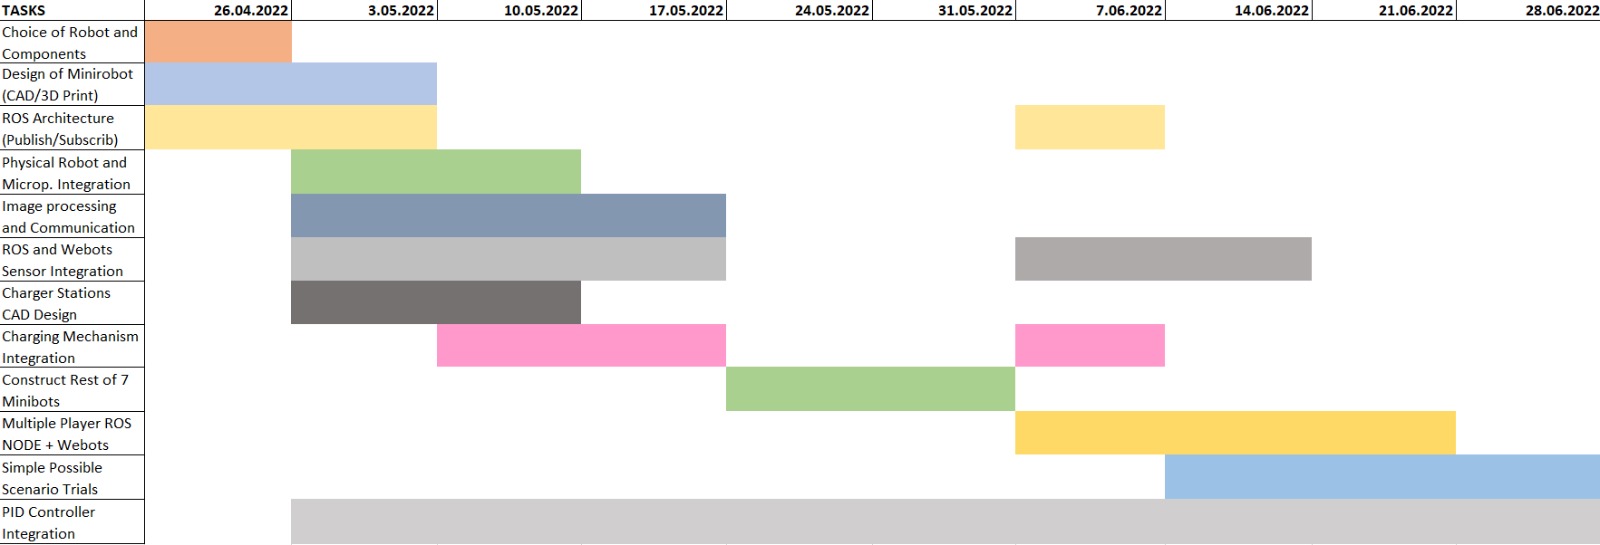 TASKS 26.04.2022 3.05.2022 10.05.2022 17.05.2022 24.05.2022 31.05.2022 7.06.2022 14.06.2022 21.06.2022 28.06.2022
Choice of Robot and
Components
Design of Minirobot
(CAD/3D Print)
ROS Architecture
(Publish/Subscrib)
Physical Robot and
Microp. Integration
Image processing
and Communication
ROS and Webots
Sensor Integration
Charger Stations
CAD Design
Charging Mechanism
Integration
Construct Rest of 7
Minibots
Multiple Player ROS
NODE + Webots
Simple Possible
Scenario Trials
PID Controller
Integration